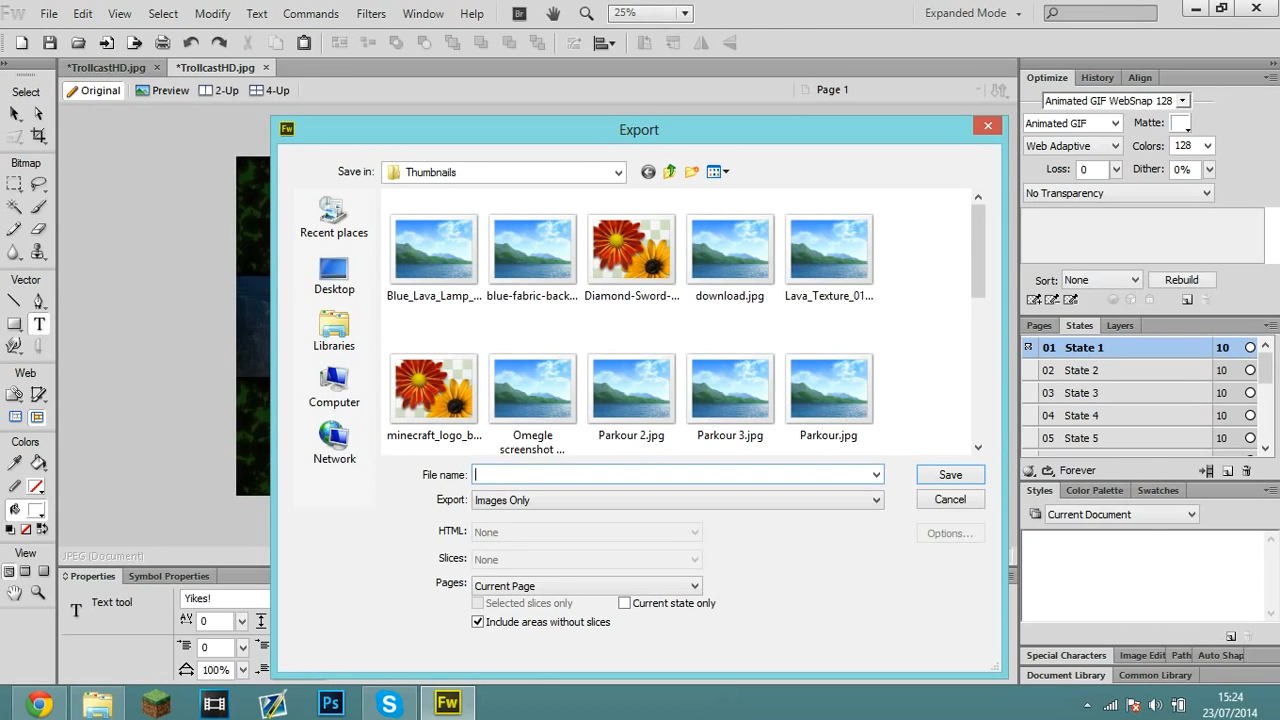 Fw File Edit View Select Modify Text Commands Filters Window Help Br 25% Expanded Mode
*TrollcastHD.jpg × *TrollcastHD.jpg ×
Original Preview 2-Up 4-Up Page 1
Select
Bitmap
Vector
T
Web
Colors
View
Fw Export
Save in: Thumbnails
Recent places
Desktop
Libraries
Computer
Network
Blue_Lava_Lamp_... blue-fabric-back... Diamond-Sword-... download.jpg Lava_Texture_01...
minecraft_logo_b... Omegle screenshot ... Parkour 2.jpg Parkour 3.jpg Parkour.jpg
File name: Save
Export: Images Only Cancel
HTML: None Options...
Slices: None
Pages: Current Page
Selected slices only Current state only
Include areas without slices
Optimize History Align
Animated GIF WebSnap 128
Animated GIF Matte:
Web Adaptive Colors: 128
Loss: 0 Dither: 0%
No Transparency
Sort: None Rebuild
Pages States Layers
01 State 1 10
02 State 2 10
03 State 3 10
04 State 4 10
05 State 5 10
Forever
Styles Color Palette Swatches
Current Document
Special Characters Image Edit Path Auto Shap
Document Library Common Library
JPEG (Document)
Properties Symbol Properties
T Text tool Yikes!
AV 0
0
100%
Ps S Fw
15:24
23/07/2014